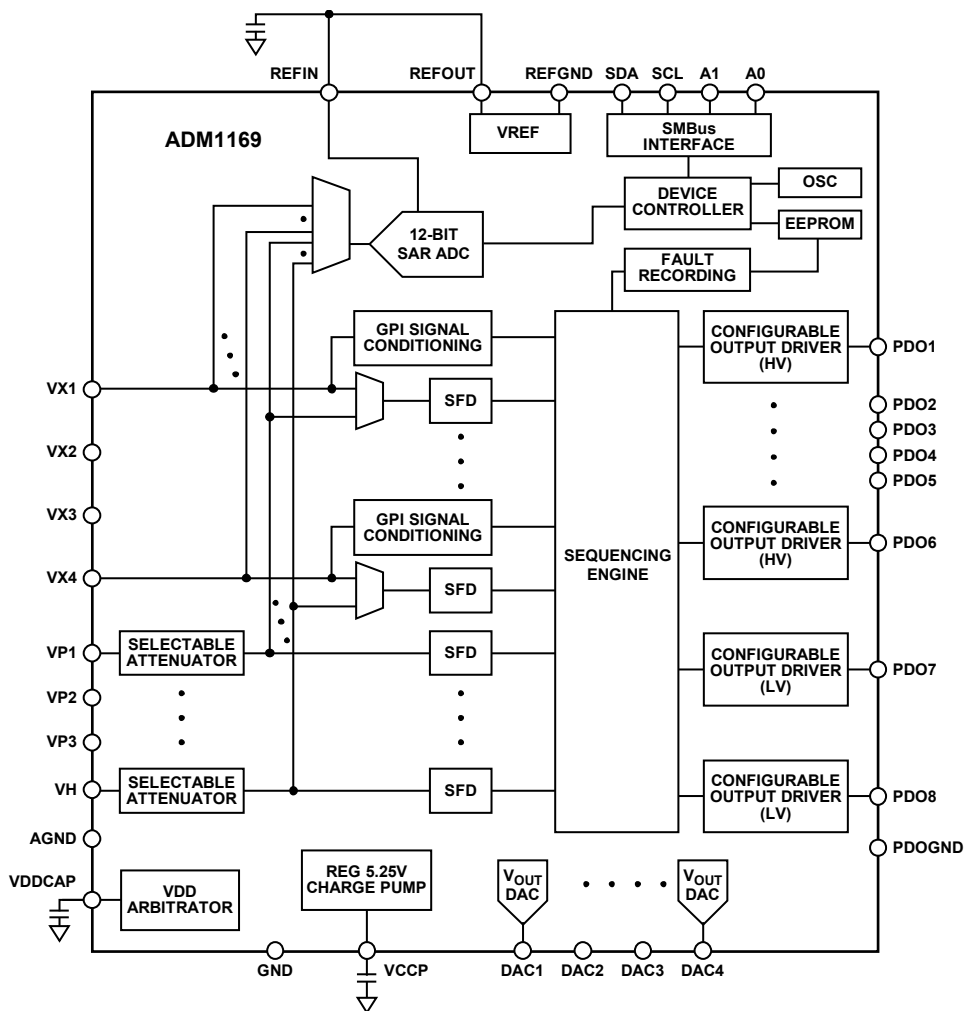 REFIN
REFOUT
REFGND
SDA
SCL
A1
A0
ADM1169
VREF
SMBus
INTERFACE
DEVICE
CONTROLLER
OSC
EEPROM
12-BIT
SAR ADC
FAULT
RECORDING
GPI SIGNAL
CONDITIONING
CONFIGURABLE
OUTPUT DRIVER
(HV)
PDO1
VX1
SFD
PDO2
PDO3
PDO4
PDO5
VX2
VX3
GPI SIGNAL
CONDITIONING
SEQUENCING
ENGINE
CONFIGURABLE
OUTPUT DRIVER
(HV)
PDO6
VX4
SFD
VP1
SELECTABLE
ATTENUATOR
SFD
CONFIGURABLE
OUTPUT DRIVER
(LV)
PDO7
VP2
VP3
VH
SELECTABLE
ATTENUATOR
SFD
CONFIGURABLE
OUTPUT DRIVER
(LV)
PDO8
AGND
PDOGND
VDDCAP
VDD
ARBITRATOR
REG 5.25V
CHARGE PUMP
VOUT
DAC
VOUT
DAC
GND
VCCP
DAC1
DAC2
DAC3
DAC4